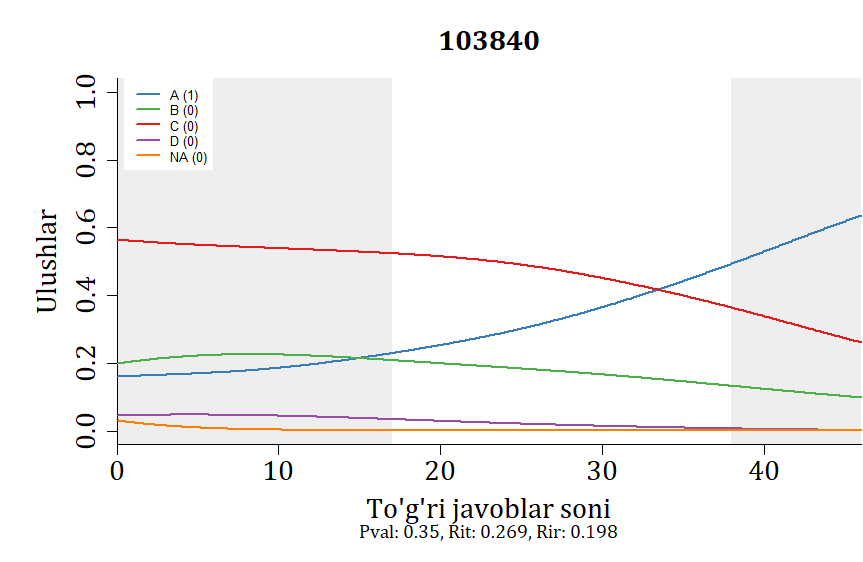 103840
A (1)
B (0)
C (0)
D (0)
NA (0)
1.0
0.8
0.6
0.4
0.2
0.0
Ulushlar
0 10 20 30 40
To'g'ri javoblar soni
Pval: 0.35, Rit: 0.269, Rir: 0.198